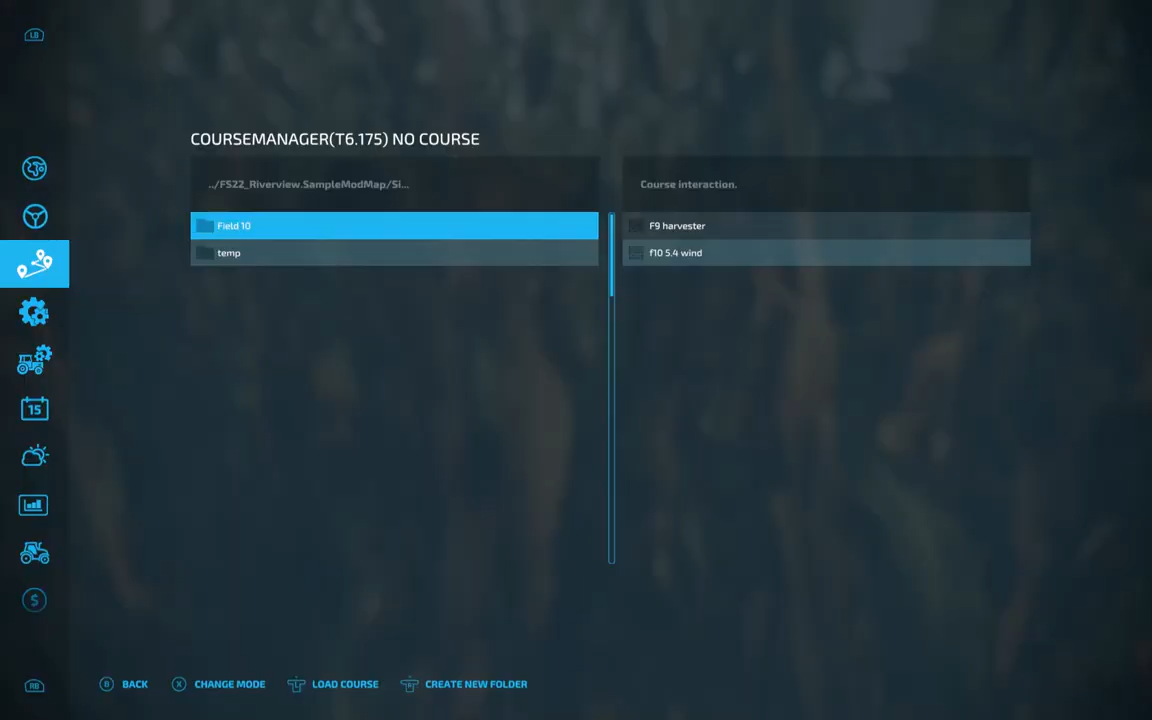 LB
COURSEMANAGER(T6.175) NO COURSE
../FS22_Riverview.SampleModMap/Si...
Course interaction.
Field 10
F9 harvester
temp
f10 5.4 wind
15
$
RB
B BACK
X CHANGE MODE
LOAD COURSE
CREATE NEW FOLDER